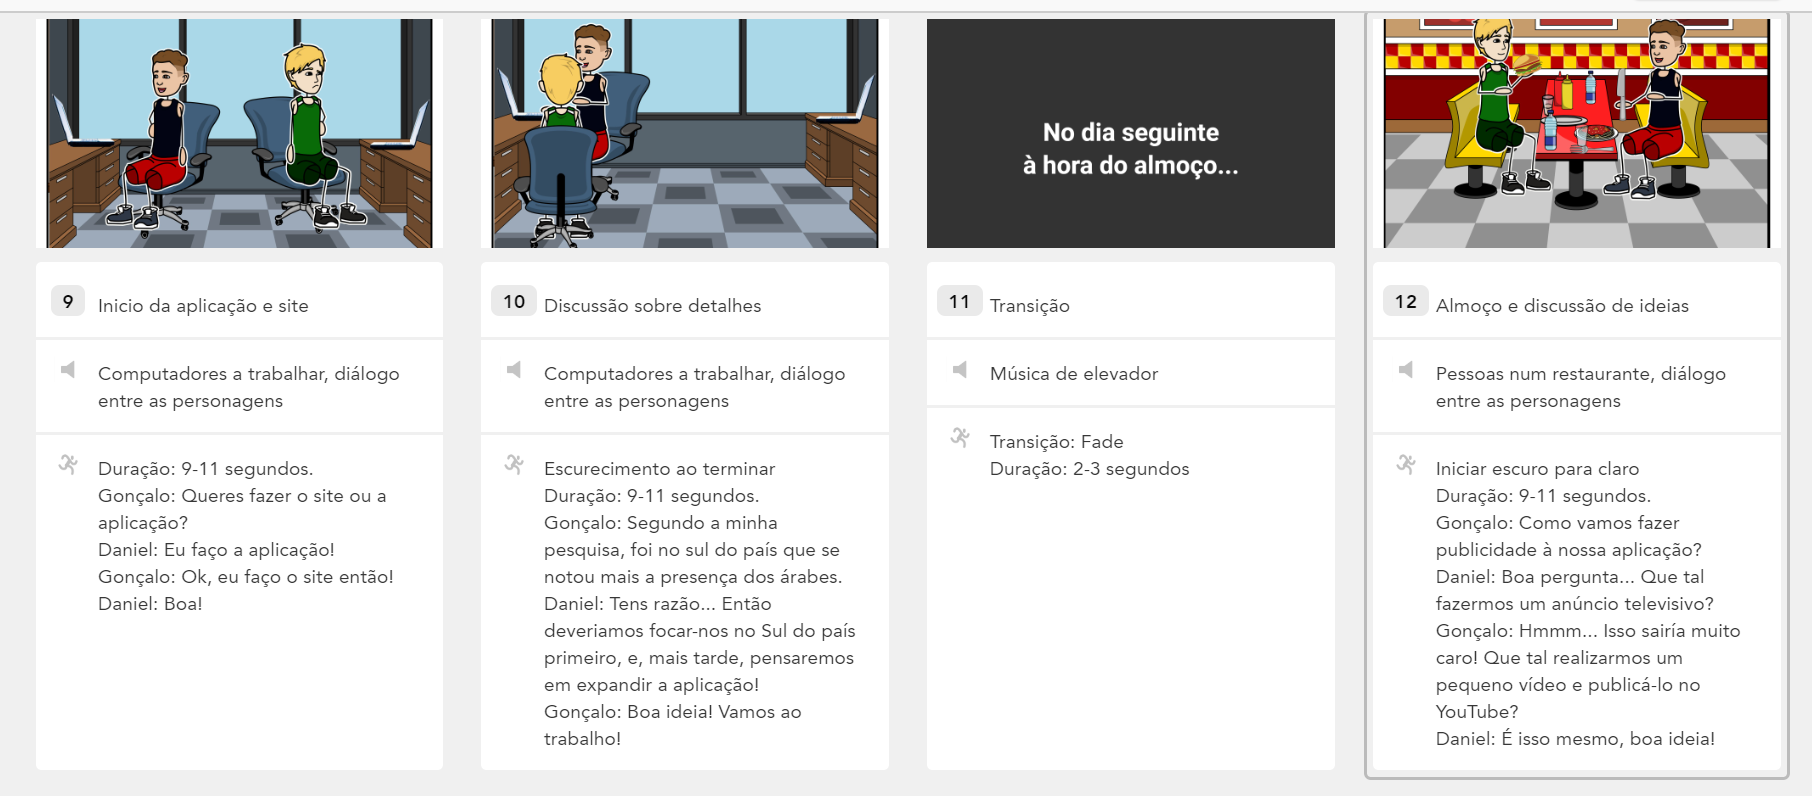 9 Inicio da aplicação e site
Computadores a trabalhar, diálogo
entre as personagens
Duração: 9-11 segundos.
Gonçalo: Queres fazer o site ou a
aplicação?
Daniel: Eu faço a aplicação!
Gonçalo: Ok, eu faço o site então!
Daniel: Boa!
10 Discussão sobre detalhes
Computadores a trabalhar, diálogo
entre as personagens
Escurecimento ao terminar
Duração: 9-11 segundos.
Gonçalo: Segundo a minha
pesquisa, foi no sul do país que se
notou mais a presença dos árabes.
Daniel: Tens razão... Então
deveriamos focar-nos no Sul do país
primeiro, e, mais tarde, pensaremos
em expandir a aplicação!
Gonçalo: Boa ideia! Vamos ao
trabalho!
No dia seguinte
à hora do almoço...
11 Transição
Música de elevador
Transição: Fade
Duração: 2-3 segundos
12 Almoço e discussão de ideias
Pessoas num restaurante, diálogo
entre as personagens
Iniciar escuro para claro
Duração: 9-11 segundos.
Gonçalo: Como vamos fazer
publicidade à nossa aplicação?
Daniel: Boa pergunta... Que tal
fazermos um anúncio televisivo?
Gonçalo: Hmmm... Isso sairía muito
caro! Que tal realizarmos um
pequeno vídeo e publicá-lo no
YouTube?
Daniel: É isso mesmo, boa ideia!